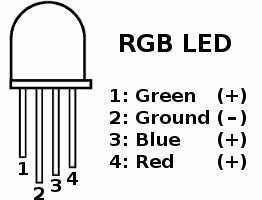 RGB LED
1: Green (+)
2: Ground (–)
3: Blue (+)
4: Red (+)
1
2
3
4